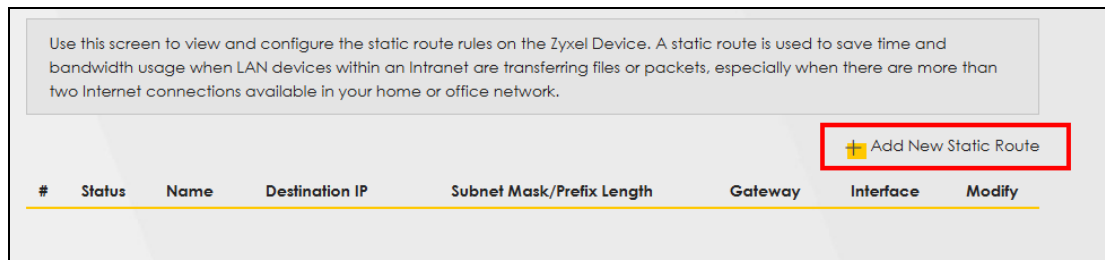 Use this screen to view and configure the static route rules on the Zyxel Device. A static route is used to save time and
bandwidth usage when LAN devices within an Intranet are transferring files or packets, especially when there are more than
two Internet connections available in your home or office network.
+ Add New Static Route
# Status Name Destination IP Subnet Mask/Prefix Length Gateway Interface Modify